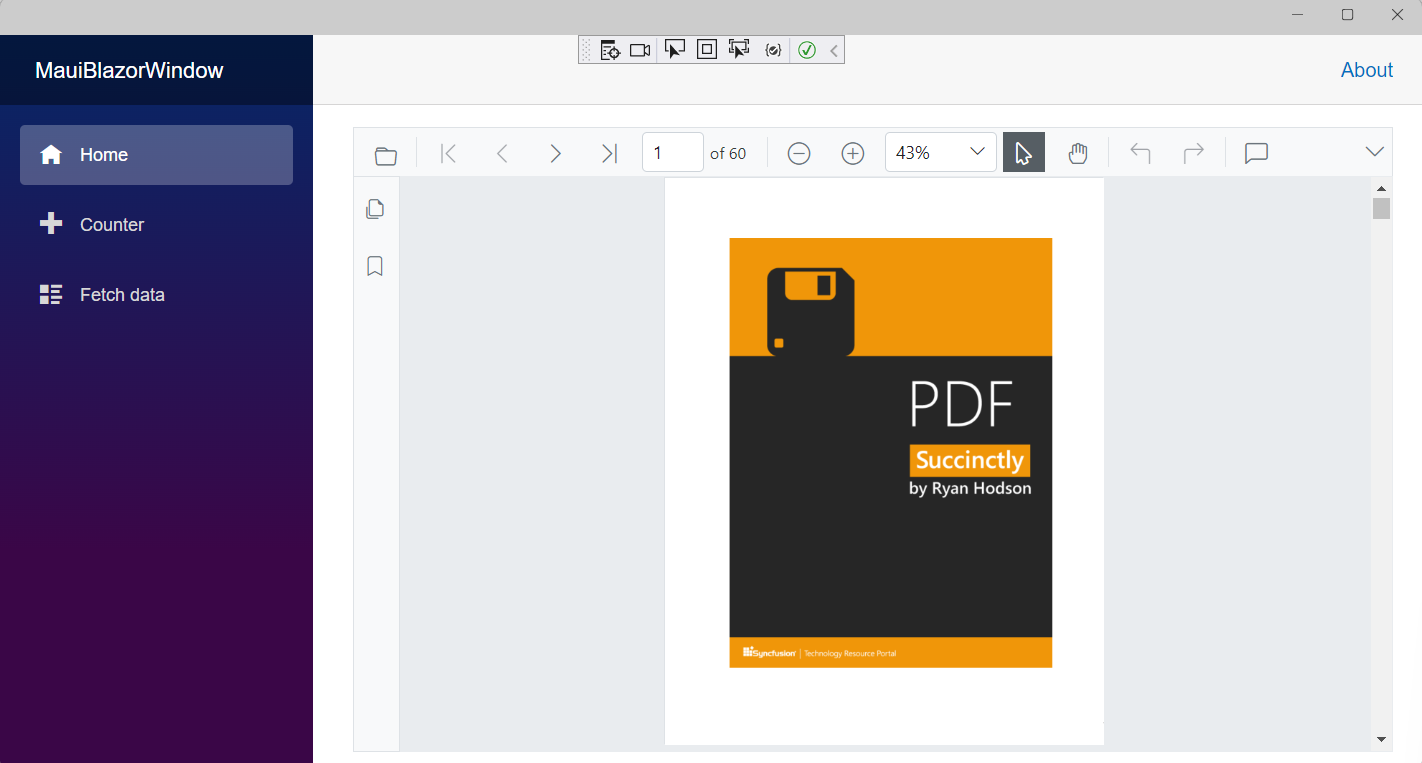 MauiBlazorWindow
About
Home
Counter
Fetch data
1 of 60
43%
PDF
Succinctly
by Ryan Hodson
Syncfusion | Technology Resource Portal